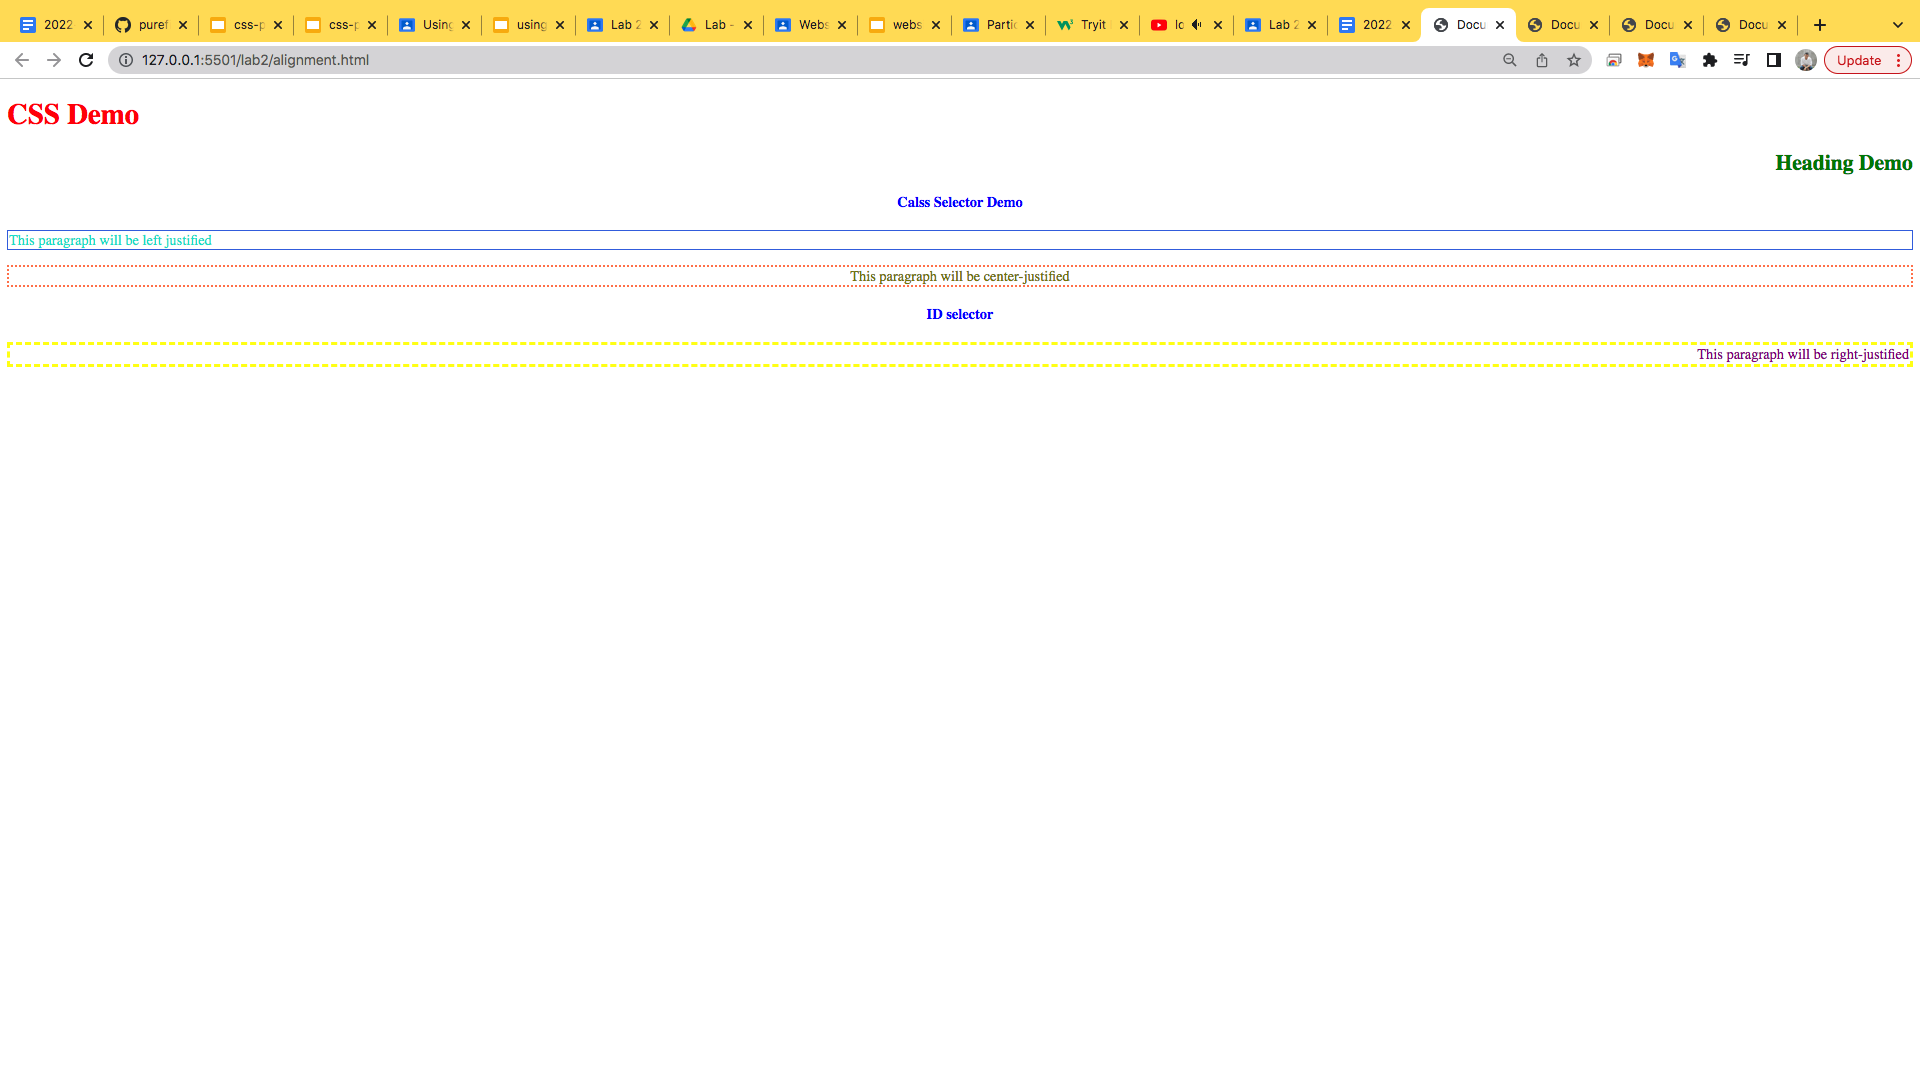 2022 puref css-p css-p Using using Lab 2 Lab - Webs webs Partic Tryit Lab 2 2022 Docu Docu Docu Docu
127.0.0.1:5501/lab2/alignment.html Update
CSS Demo
Heading Demo
Calss Selector Demo
This paragraph will be left justified
This paragraph will be center-justified
ID selector
This paragraph will be right-justified